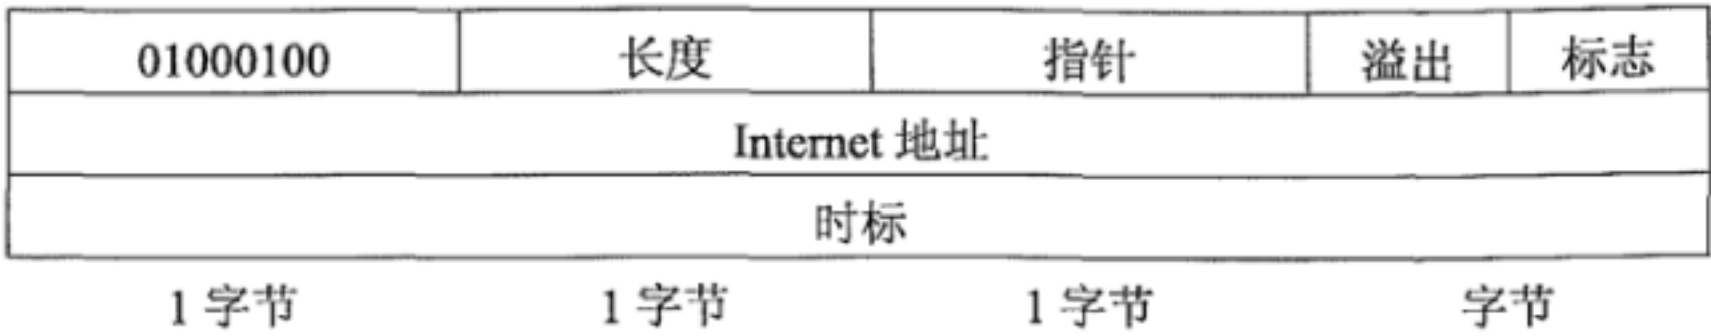 01000100 长度 指针 溢出 标志
Internet 地址
时标
1 字节 1 字节 1 字节 字节